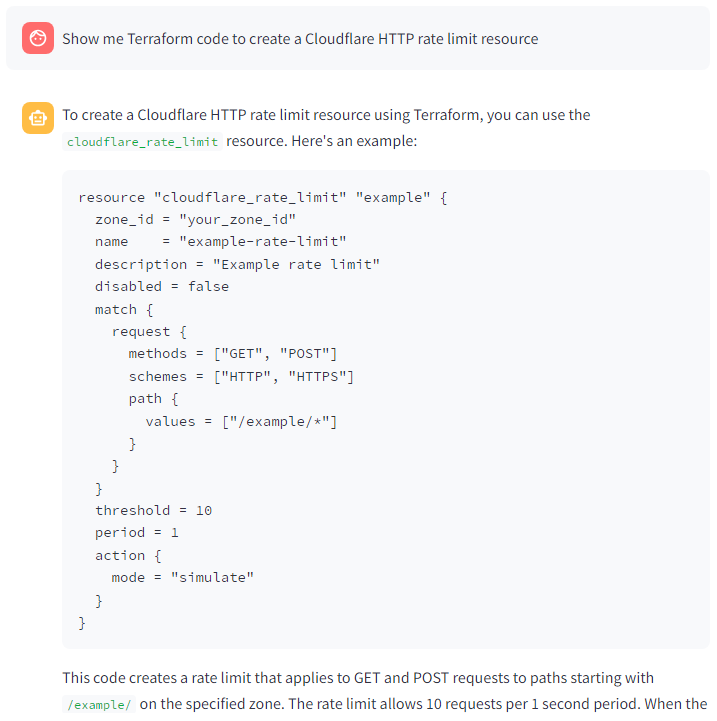 Show me Terraform code to create a Cloudflare HTTP rate limit resource
To create a Cloudflare HTTP rate limit resource using Terraform, you can use the
cloudflare_rate_limit resource. Here's an example:
resource "cloudflare_rate_limit" "example" {
  zone_id = "your_zone_id"
  name    = "example-rate-limit"
  description = "Example rate limit"
  disabled = false
  match {
    request {
      methods = ["GET", "POST"]
      schemes = ["HTTP", "HTTPS"]
      path {
        values = ["/example/*"]
      }
    }
  }
  threshold = 10
  period = 1
  action {
    mode = "simulate"
  }
}
This code creates a rate limit that applies to GET and POST requests to paths starting with
/example/ on the specified zone. The rate limit allows 10 requests per 1 second period. When the